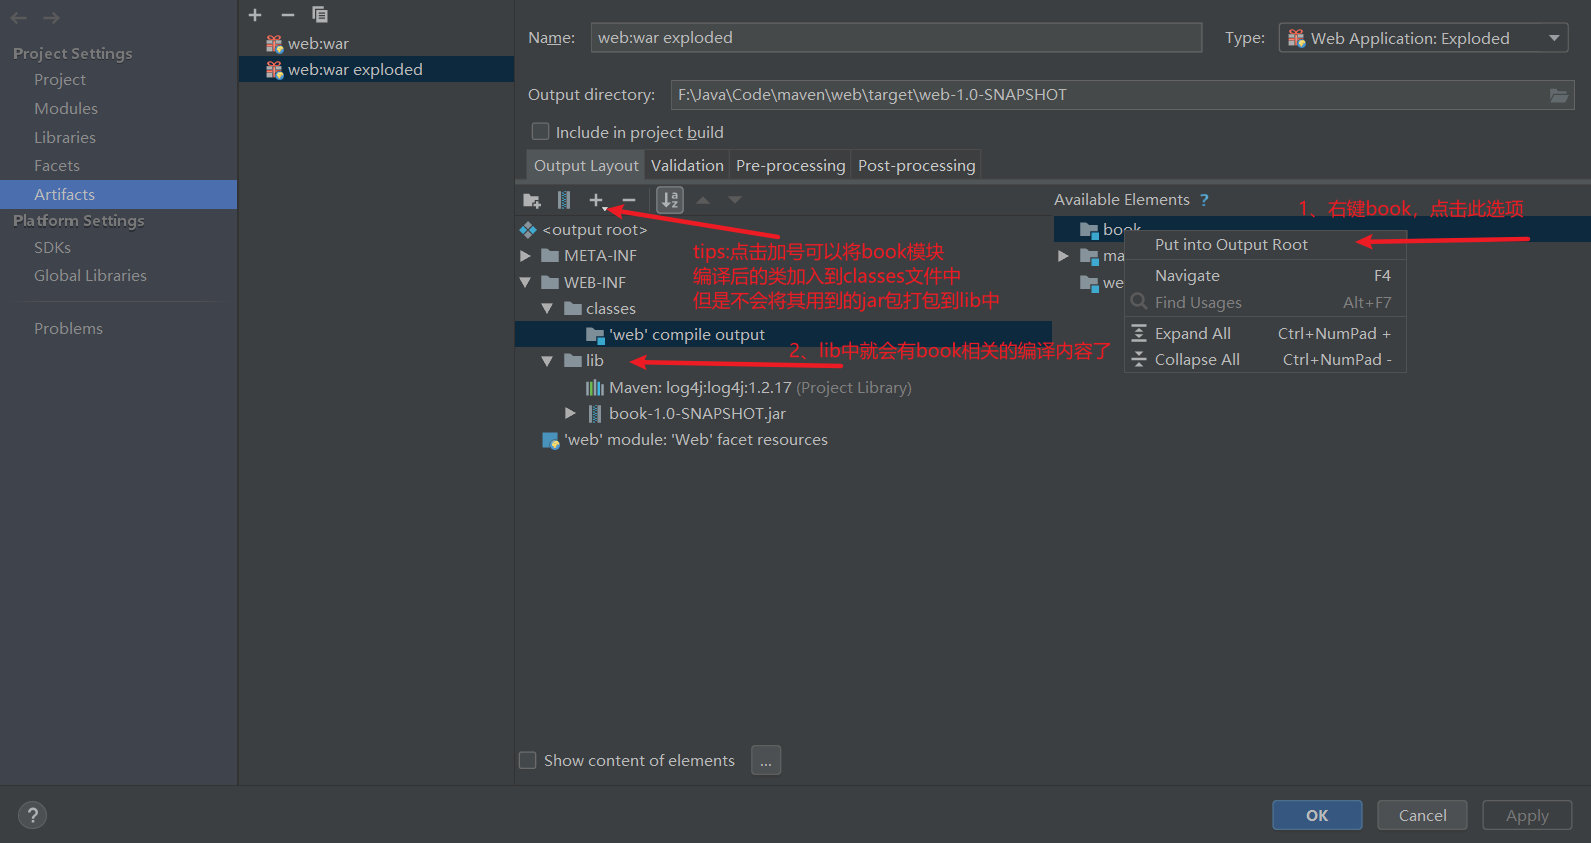 Project Settings
Project
Modules
Libraries
Facets
Artifacts
Platform Settings
SDKs
Global Libraries
Problems
web:war
web:war exploded
Name: web:war exploded
Type: Web Application: Exploded
Output directory: F:\Java\Code\maven\web\target\web-1.0-SNAPSHOT
Include in project build
Output Layout Validation Pre-processing Post-processing
<output root>
META-INF
WEB-INF
classes
'web' compile output
lib
Maven: log4j:log4j:1.2.17 (Project Library)
book-1.0-SNAPSHOT.jar
'web' module: 'Web' facet resources
tips:点击加号可以将book模块
编译后的类加入到classes文件中
但是不会将其用到的jar包打包到lib中
2、lib中就会有book相关的编译内容了
Available Elements ?
1、右键book，点击此选项
book
ma
we
Put into Output Root
Navigate F4
Find Usages Alt+F7
Expand All Ctrl+NumPad +
Collapse All Ctrl+NumPad -
Show content of elements ...
? OK Cancel Apply